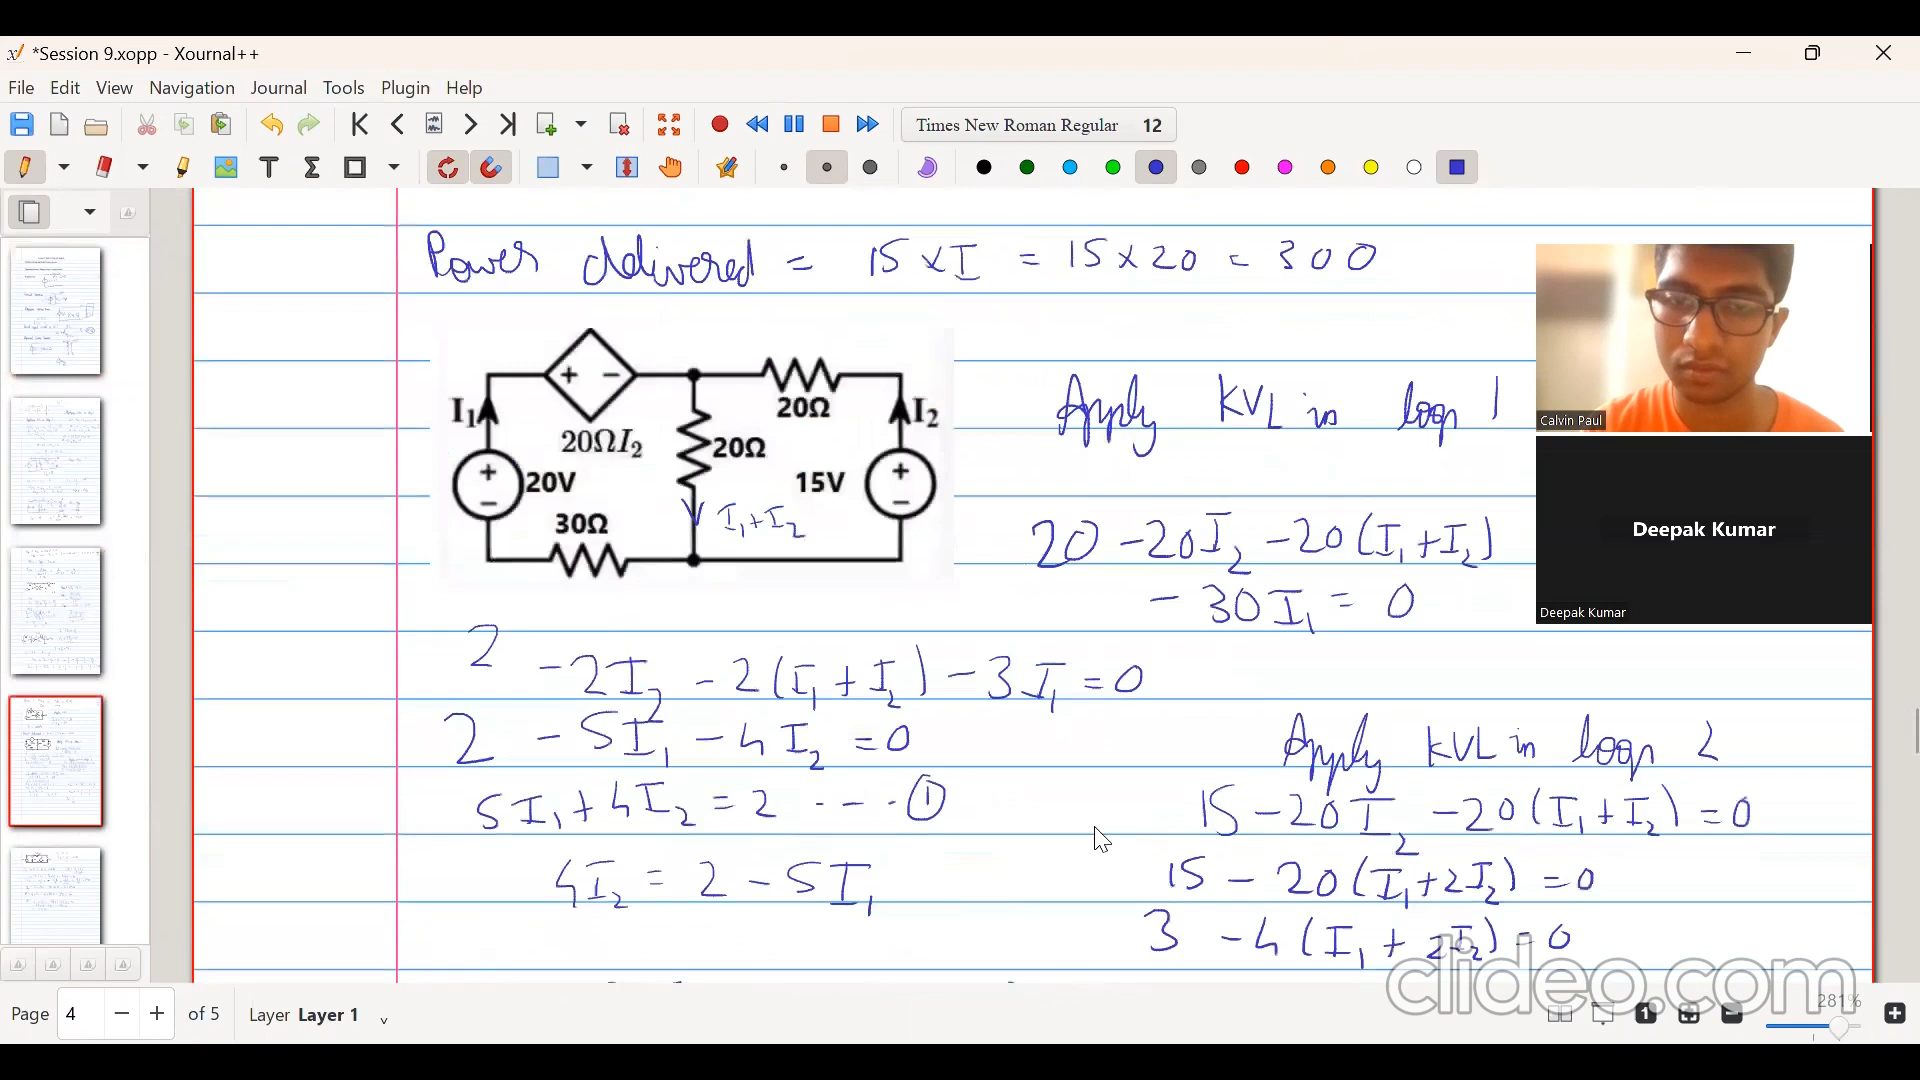 *Session 9.xopp - Xournal++
File Edit View Navigation Journal Tools Plugin Help
Times New Roman Regular 12
Power delivered = 15 × I = 15 × 20 = 300
I₁ + − 20Ω I₂
20ΩI₂ 20Ω
+ − 20V 15V + −
30Ω I₁+I₂
Apply KVL in loop 1
20 −20I₂ −20(I₁+I₂)
− 30I₁ = 0
2 −2I₂ −2(I₁+I₂) −3I₁ = 0
2 − 5I₁ − 4I₂ = 0
5I₁ + 4I₂ = 2 - - - - ①
4I₂ = 2 − 5I₁
Apply KVL in loop 2
15 −20I₂ −20(I₁+I₂) = 0
15 − 20(I₁+2I₂) = 0
3 −4(I₁ + 2I₂) = 0
Calvin Paul
Deepak Kumar
Deepak Kumar
clideo.com
Page 4 of 5 Layer Layer 1 1 281%